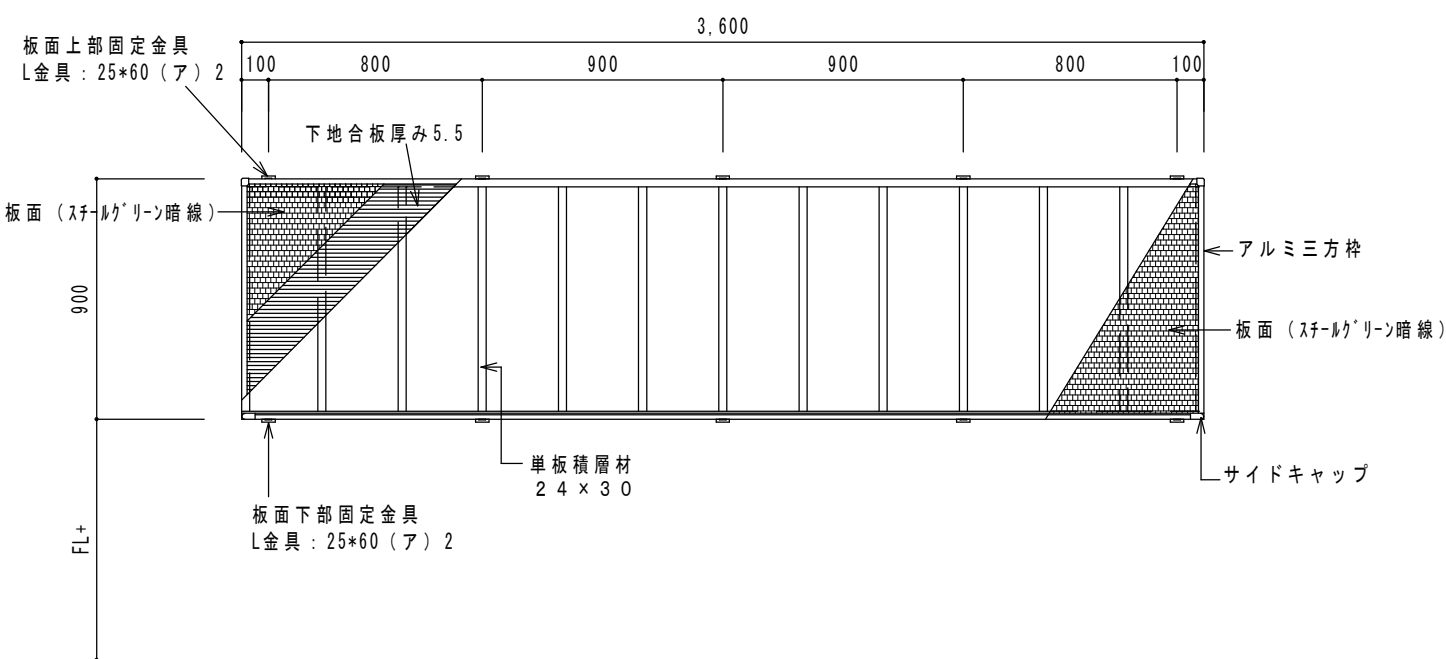 3,600
板面上部固定金具
L金具:25*60(ア)2
100
800
900
900
800
100
下地合板厚み5.5
板面(ｽﾁｰﾙｸﾞﾘｰﾝ暗線)
アルミ三方枠
900
板面(ｽﾁｰﾙｸﾞﾘｰﾝ暗線)
単板積層材
24×30
サイドキャップ
板面下部固定金具
L金具:25*60(ア)2
FL+